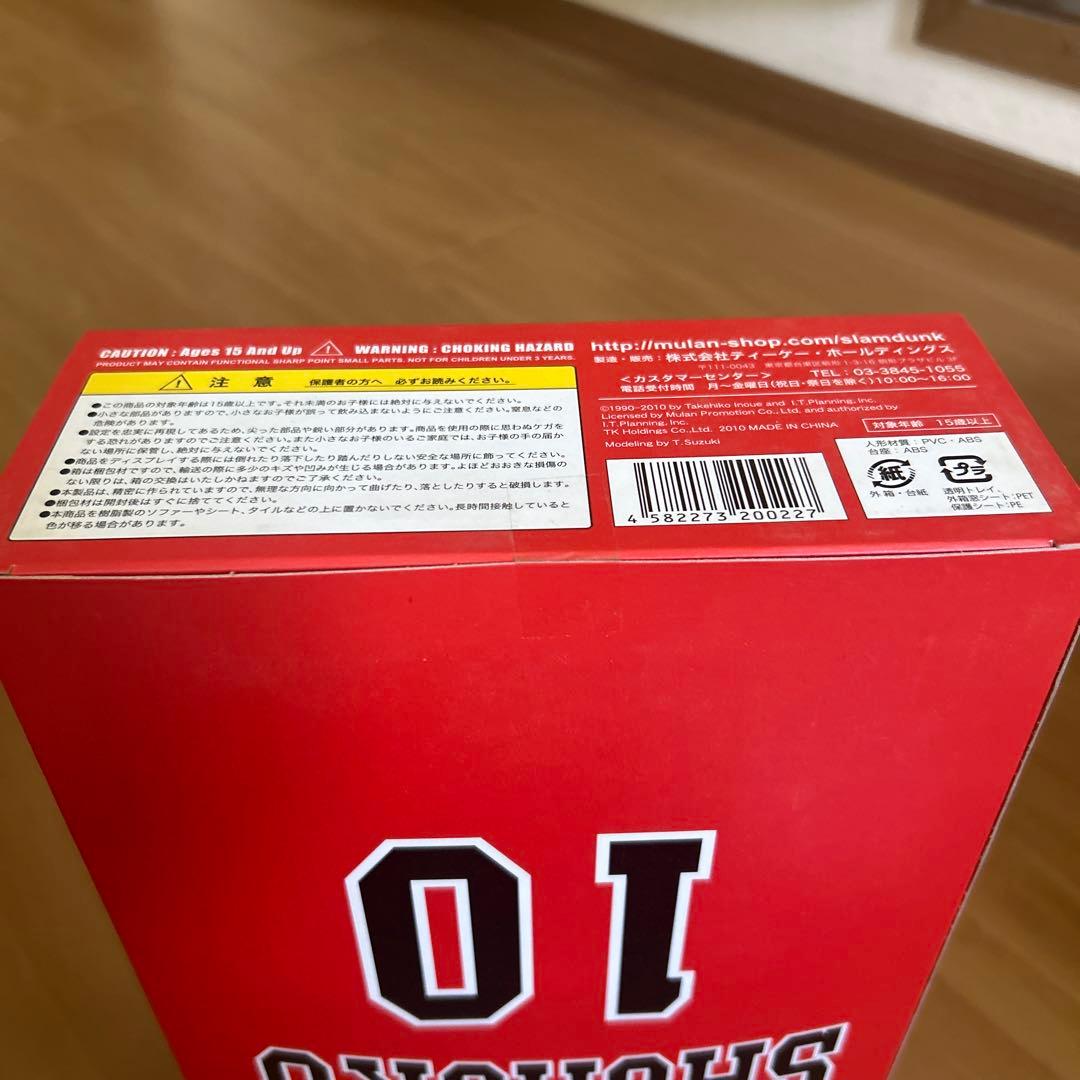 CAUTION : Ages 15 And Up ⚠ WARNING : CHOKING HAZARD
PRODUCT MAY CONTAIN FUNCTIONAL SHARP POINT SMALL PARTS. NOT FOR CHILDREN UNDER 3 YEARS.
注意 保護者の方へ 必ずお読みください。
●この商品の対象年齢は15歳以上です。それ未満のお子様には絶対に与えないでください。
●小さな部品がありますので、小さなお子様が誤って飲み込まないようにご注意ください。窒息などの
危険があります。
●設定を忠実に再現してあるため、尖った部品や鋭い部分があります。商品を使用の際に思わぬケガを
する恐れがありますのでご注意ください。また小さなお子様のいるご家庭では、お子様の手の届か
ない場所に保管し、絶対に与えないでください。
●商品をディスプレイする際には倒れたり落下したり踏んだりしない安全な場所に飾ってください。
●箱は梱包材ですので、輸送の際に多少のキズや凹みが生じる場合があります。よほどおおきな損傷の
ない限りは、箱の交換はいたしかねますのでご了承ください。
●本製品は、精密に作られていますので、無理な方向に向かって曲げたり、落としたりすると破損します。
●梱包材は開封後はすぐに捨ててください。
●本商品を樹脂製のソファーやシート、タイルなどの上に置かないでください。長時間接触していると
色が移る場合があります。
http://mulan-shop.com/slamdunk
製造・販売:株式会社ティーケー・ホールディングス
〒111-0043 東京都台東区駒形 1-3-16 駒形プラザビル 3F
<カスタマーセンター> TEL : 03-3845-1055
電話受付時間 月〜金曜日(祝日・祭日を除く)10:00〜16:00
©1990-2010 by Takehiko Inoue and I.T.Planning, Inc.
Licensed by Mulan Promotion Co., Ltd. and authorized by
I.T.Planning, Inc.
TK Holdings Co., Ltd. 2010 MADE IN CHINA
Modeling by T.Suzuki
対象年齢 15歳以上
4 582273 200227
人形材質:PVC・ABS
台座:ABS
紙
外箱・台紙
プラ
透明トレイ、
外箱窓シート:PET
保護シート:PE
10
SHOHOKU